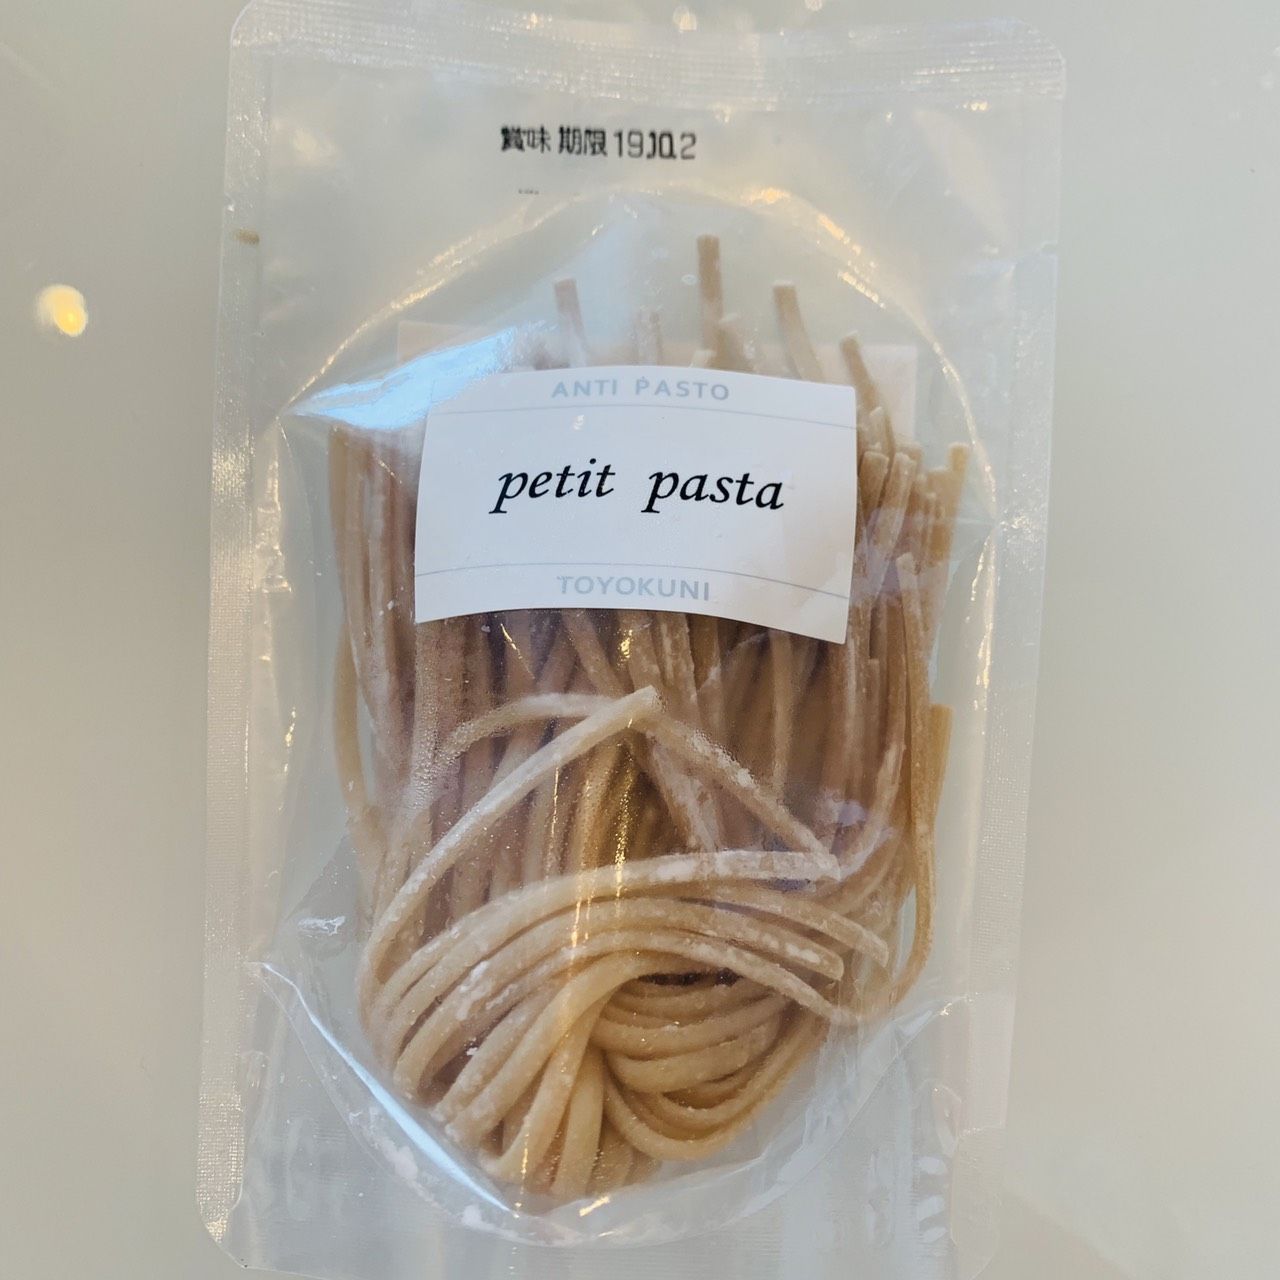 賞味期限19.10.2
ANTI PASTO
petit pasta
TOYOKUNI